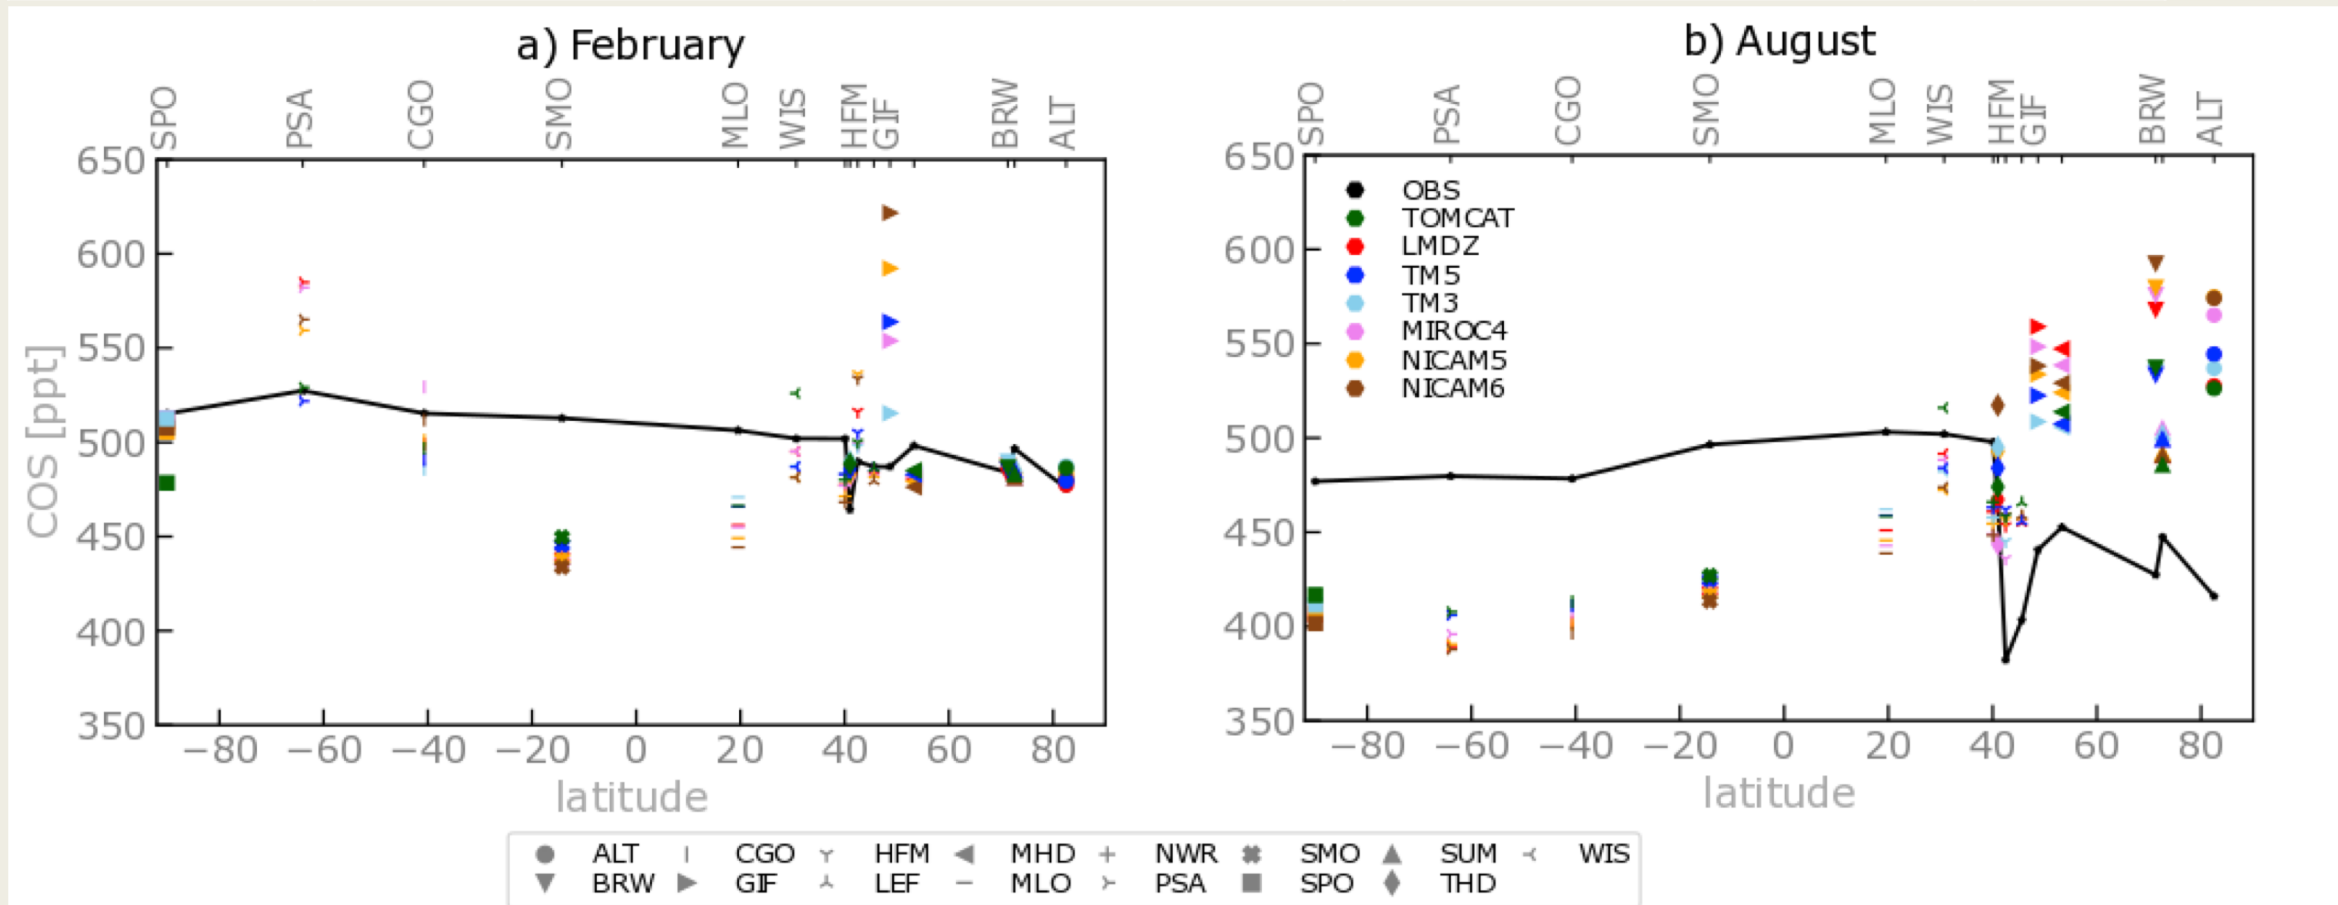 a) February
b) August
SPO PSA CGO SMO MLO WIS HFM GIF BRW ALT
SPO PSA CGO SMO MLO WIS HFM GIF BRW ALT
650
600
550
500
450
400
350
COS [ppt]
−80 −60 −40 −20 0 20 40 60 80
latitude
650
600
550
500
450
400
350
OBS
TOMCAT
LMDZ
TM5
TM3
MIROC4
NICAM5
NICAM6
−80 −60 −40 −20 0 20 40 60 80
latitude
ALT CGO HFM MHD NWR SMO SUM WIS
BRW GIF LEF MLO PSA SPO THD